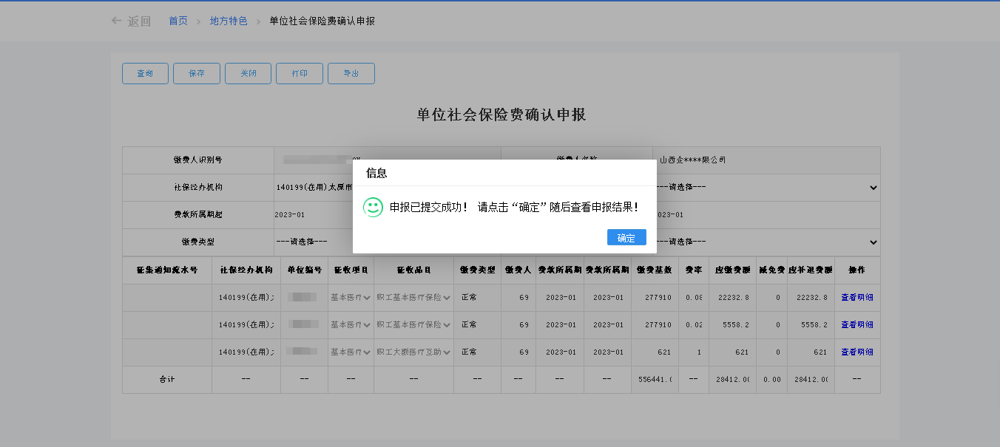 返回 首页 > 地方特色 > 单位社会保险费确认申报
查询 保存 关闭 打印 导出
单位社会保险费确认申报
缴费人识别号 缴费人名称 山西企****限公司
社保经办机构 140199(在用)太原市 ---请选择---
费款所属期起 2023-01 023-01
缴费类型 ---请选择--- ---请选择---
信息
申报已提交成功！ 请点击“确定”随后查看申报结果！
确定
征集通知流水号 社保经办机构 单位编号 征收项目 征收品目 缴费类型 缴费人 费款所属期 费款所属期 缴费基数 费率 应缴费额 减免费 应补退费额 操作
140199(在用) 基本医疗 职工基本医疗保险 正常 69 2023-01 2023-01 277910 0.08 22232.8 0 22232.8 查看明细
140199(在用) 基本医疗 职工基本医疗保险 正常 69 2023-01 2023-01 277910 0.02 5558.2 0 5558.2 查看明细
140199(在用) 基本医疗 职工大额医疗互助 正常 69 2023-01 2023-01 621 1 621 0 621 查看明细
合计 -- -- -- -- -- -- -- -- 556441.0 -- 28412.00 0.00 28412.00 --